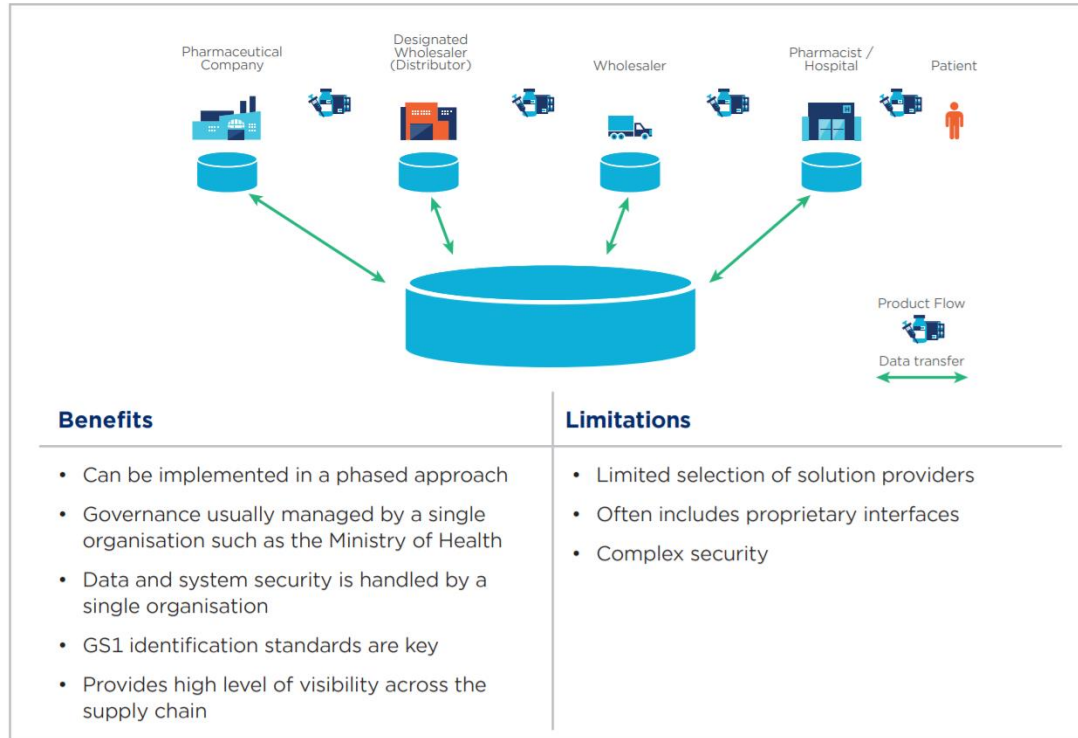 Pharmaceutical
Company
Designated
Wholesaler
(Distributor)
Wholesaler
Pharmacist /
Hospital
Patient
H
Product Flow
Data transfer
Benefits
• Can be implemented in a phased approach
• Governance usually managed by a single
organisation such as the Ministry of Health
• Data and system security is handled by a
single organisation
• GS1 identification standards are key
• Provides high level of visibility across the
supply chain
Limitations
• Limited selection of solution providers
• Often includes proprietary interfaces
• Complex security